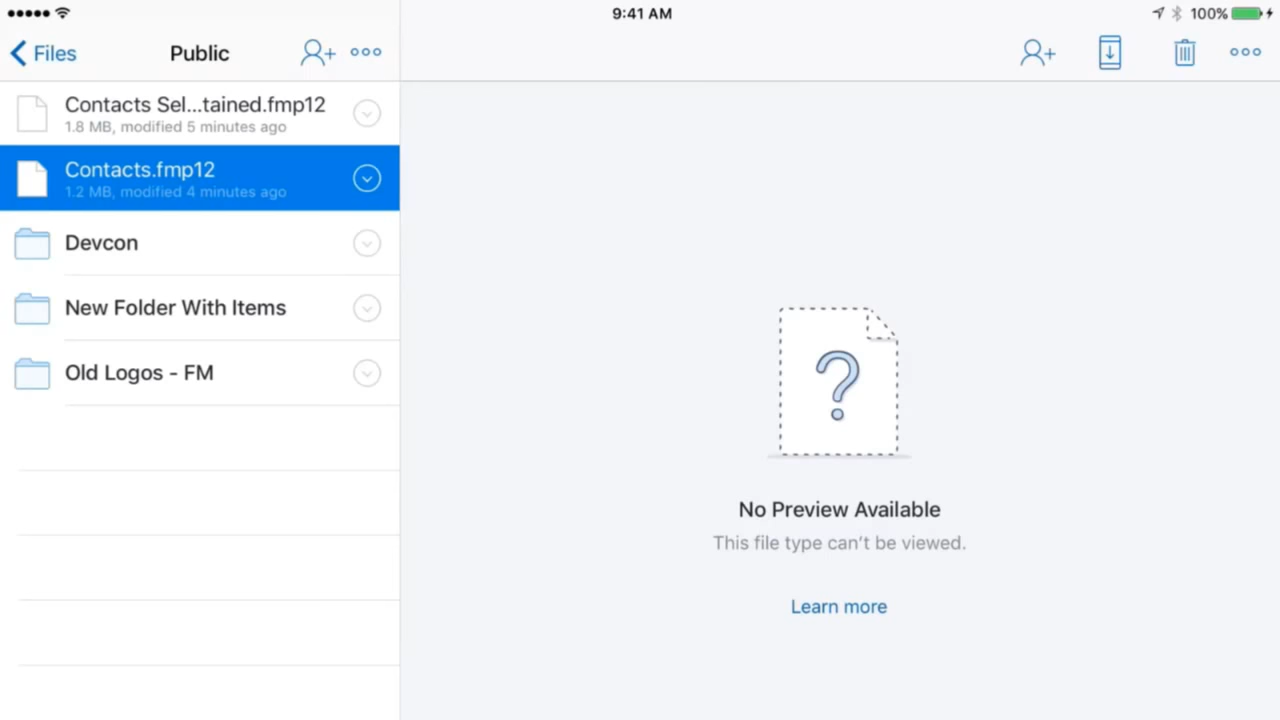 9:41 AM
100%
Files
Public
Contacts Sel...tained.fmp12
1.8 MB, modified 5 minutes ago
Contacts.fmp12
1.2 MB, modified 4 minutes ago
Devcon
New Folder With Items
Old Logos - FM
?
No Preview Available
This file type can't be viewed.
Learn more